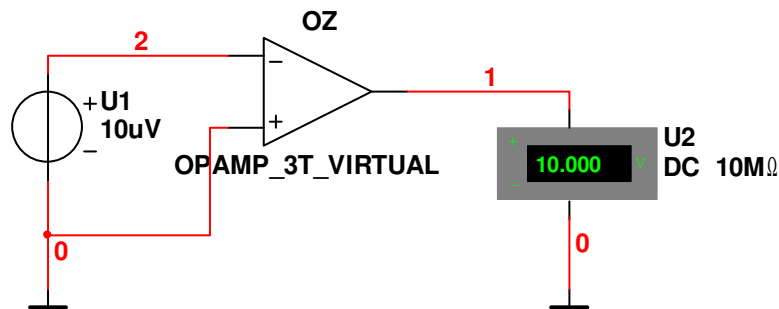 OZ
2
+ U1
10uV
−
−
+
OPAMP_3T_VIRTUAL
1
U2
+
10.000 V
−
DC 10MΩ
0
0